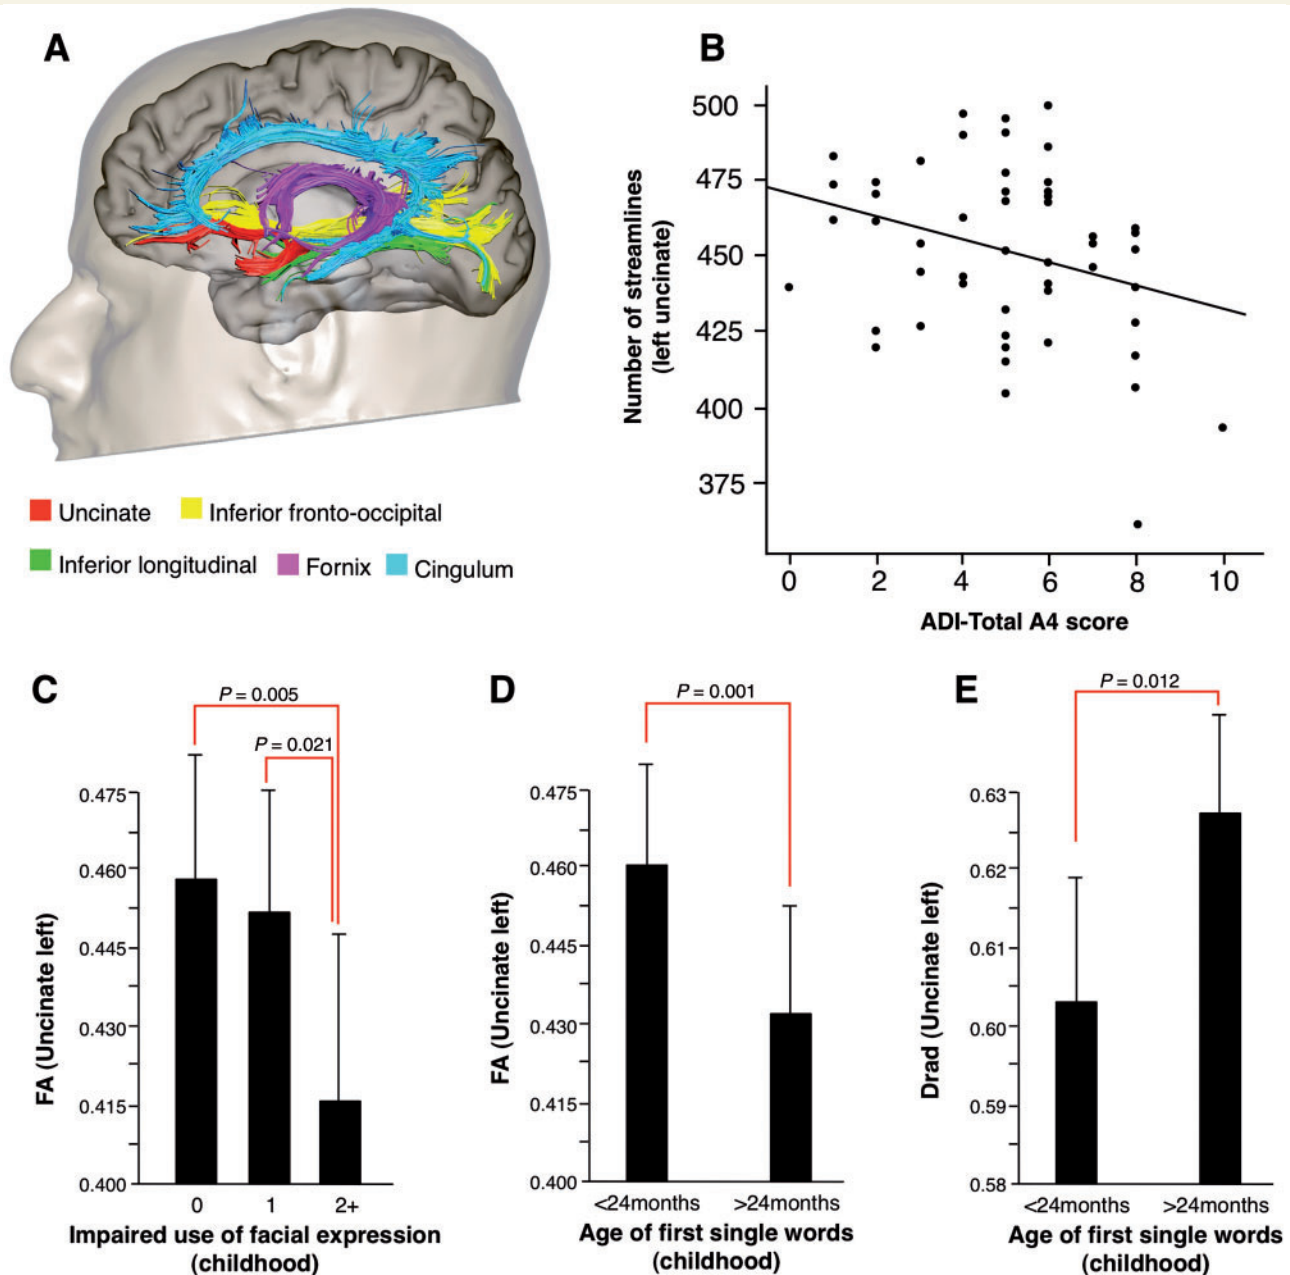 A
Uncinate
Inferior fronto-occipital
Inferior longitudinal
Fornix
Cingulum
B
500
475
450
425
400
375
Number of streamlines
(left uncinate)
0 2 4 6 8 10
ADI-Total A4 score
C
P = 0.005
P = 0.021
0.475
0.460
0.445
0.430
0.415
0.400
FA (Uncinate left)
0 1 2+
Impaired use of facial expression
(childhood)
D
P = 0.001
0.475
0.460
0.445
0.430
0.415
0.400
FA (Uncinate left)
<24months >24months
Age of first single words
(childhood)
E
P = 0.012
0.63
0.62
0.61
0.60
0.59
0.58
Drad (Uncinate left)
<24months >24months
Age of first single words
(childhood)